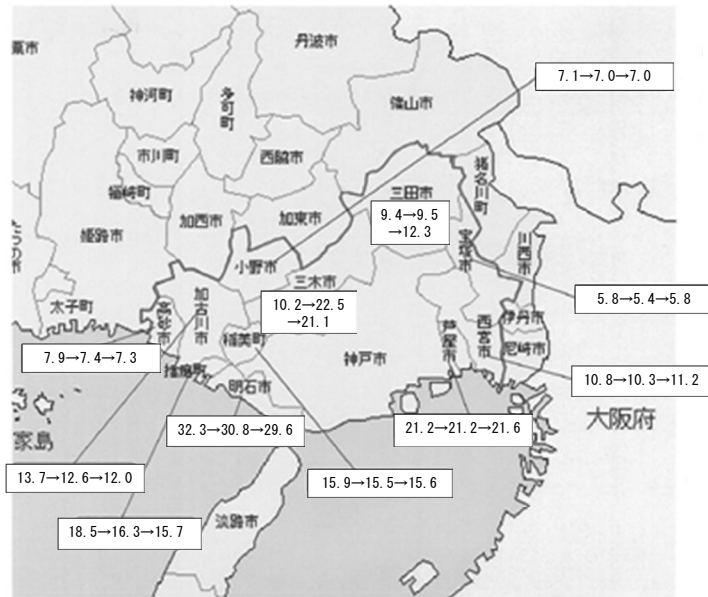 丹波市
7.1→7.0→7.0
神河町
多可町
篠山市
市川町
西脇市
猪名川町
福崎町
三田市
加西市
加東市
9.4→9.5
→12.3
姫路市
宝塚市
川西市
小野市
三木市
太子町
加古川市
10.2→22.5
→21.1
5.8→5.4→5.8
高砂市
伊丹市
稲美町
芦屋市
西宮市
尼崎市
7.9→7.4→7.3
神戸市
播磨町
明石市
10.8→10.3→11.2
大阪府
32.3→30.8→29.6
21.2→21.2→21.6
家島
13.7→12.6→12.0
15.9→15.5→15.6
淡路市
18.5→16.3→15.7